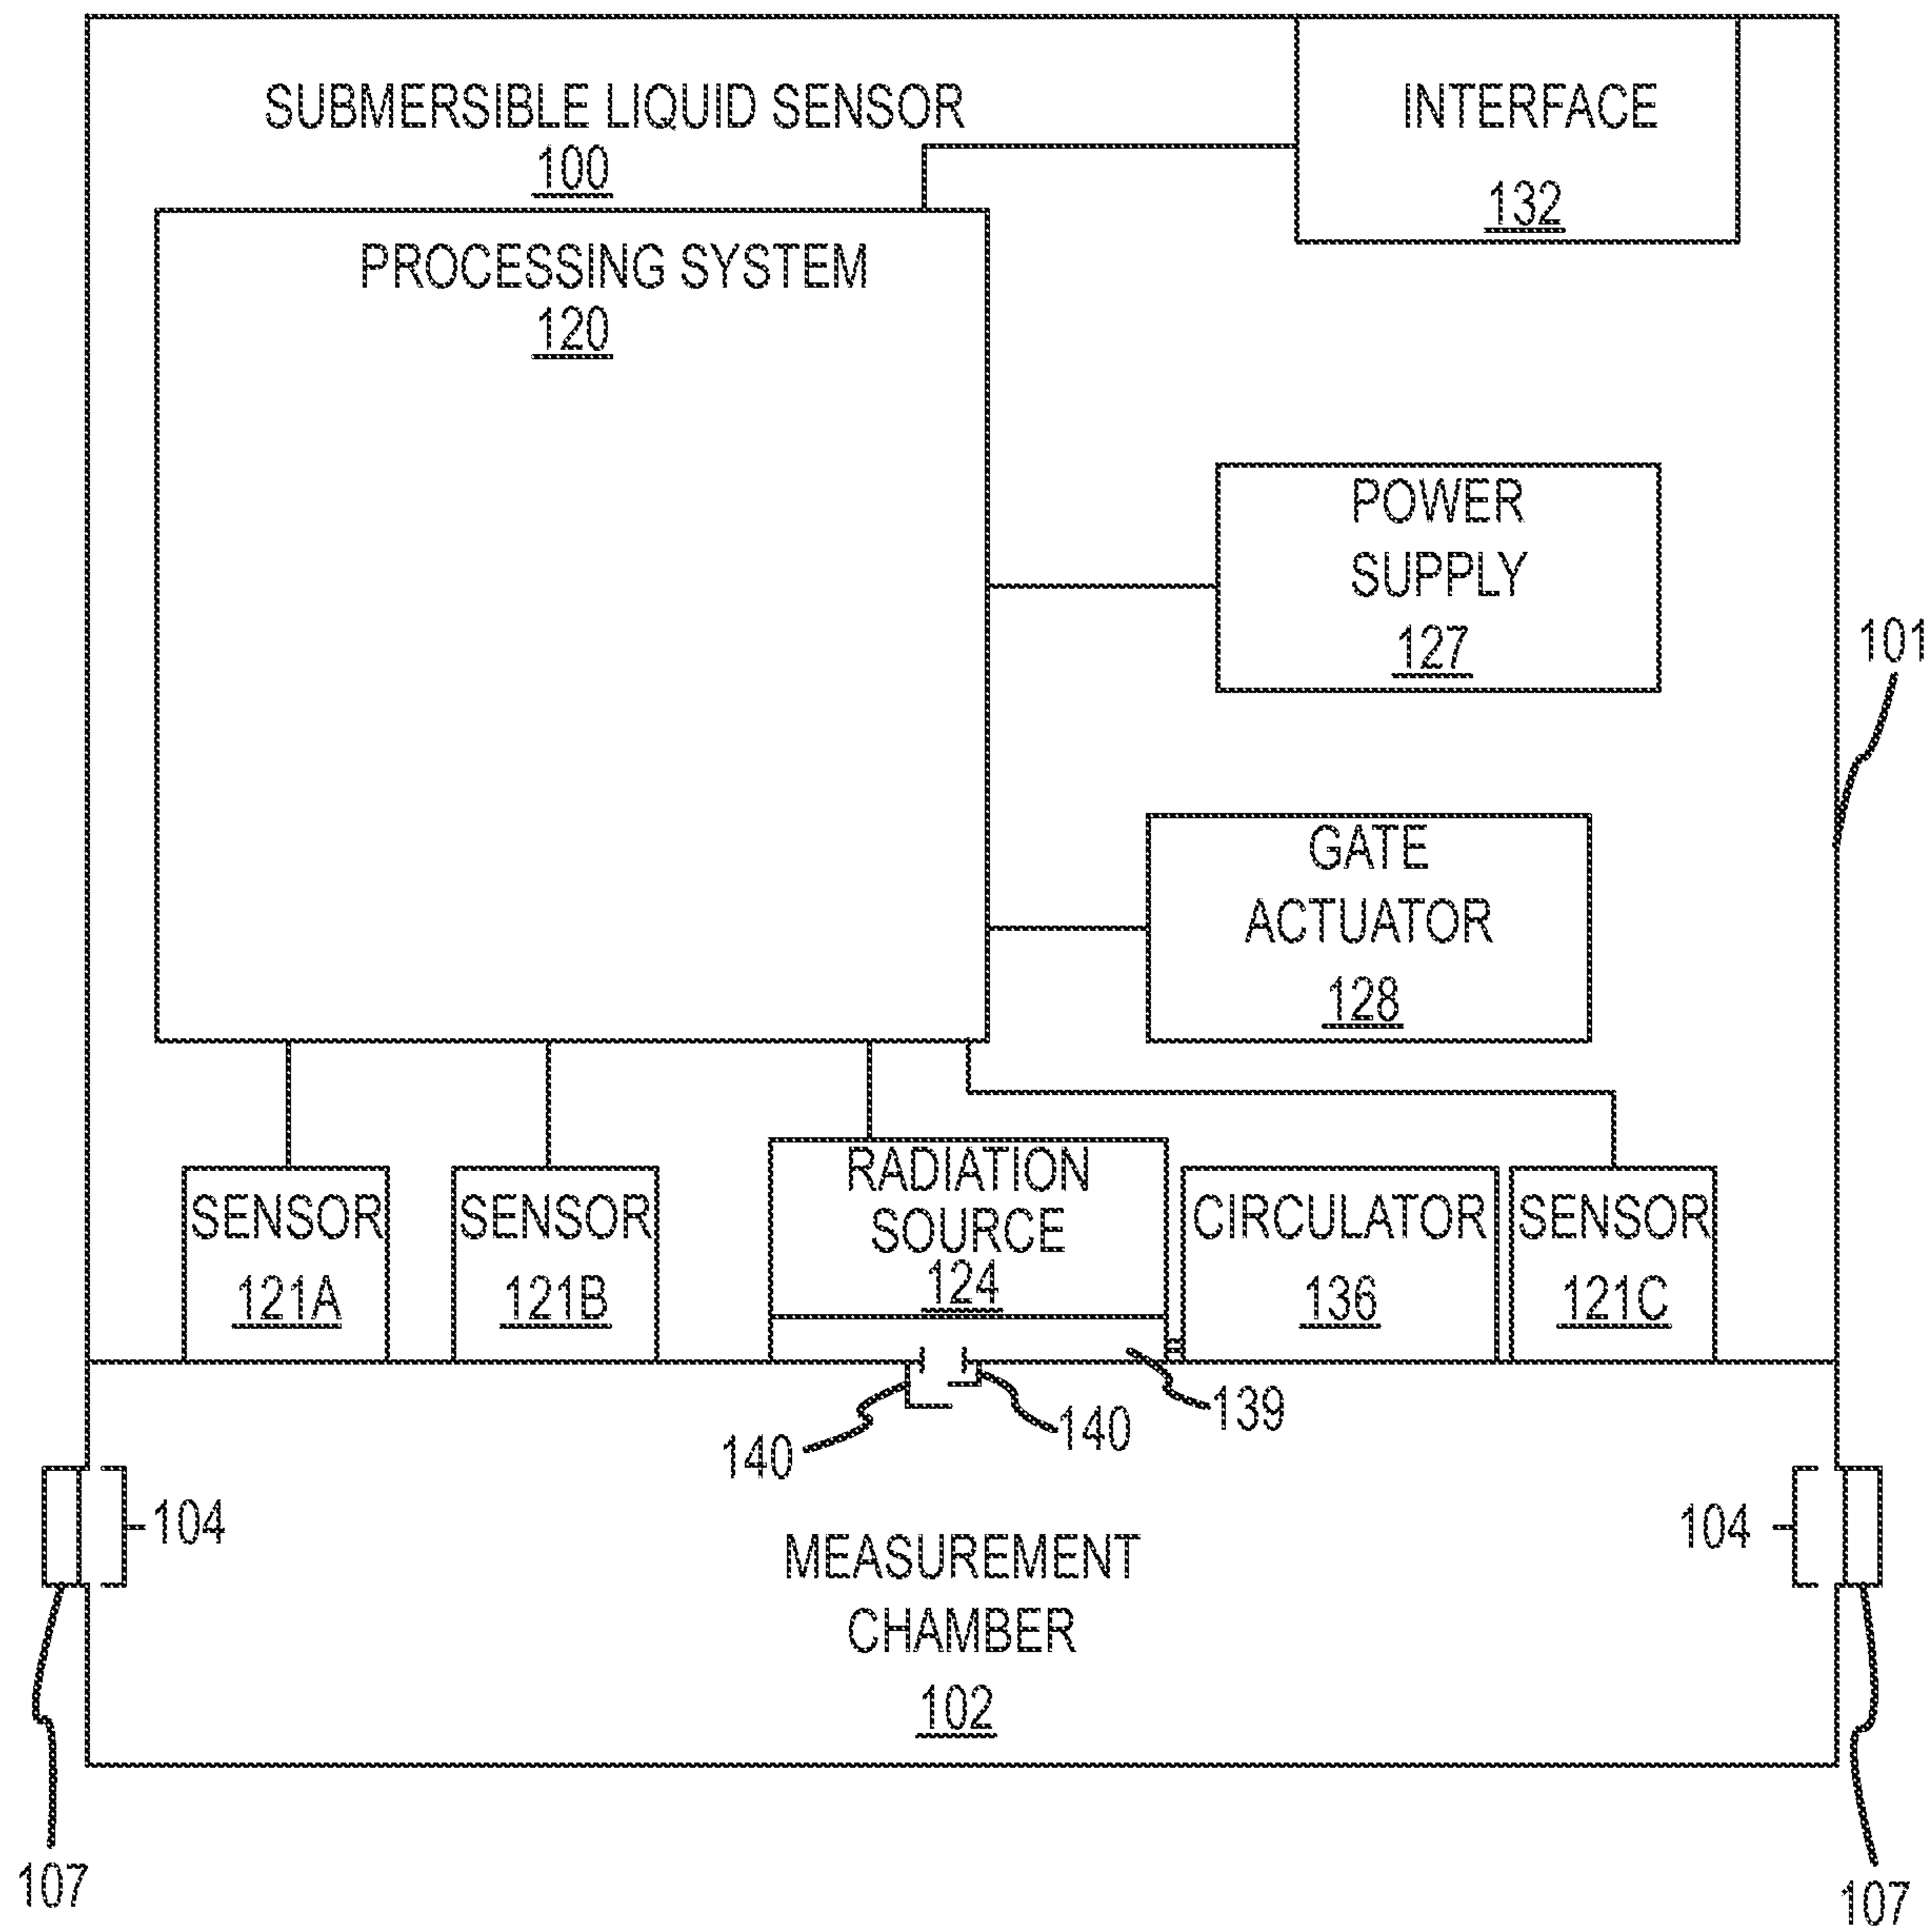 SUBMERSIBLE LIQUID SENSOR
100
INTERFACE
132
PROCESSING SYSTEM
120
POWER
SUPPLY
127
101
GATE
ACTUATOR
128
SENSOR
121A
SENSOR
121B
RADIATION
SOURCE
124
CIRCULATOR
136
SENSOR
121C
139
140
140
104
104
MEASUREMENT
CHAMBER
102
107
107